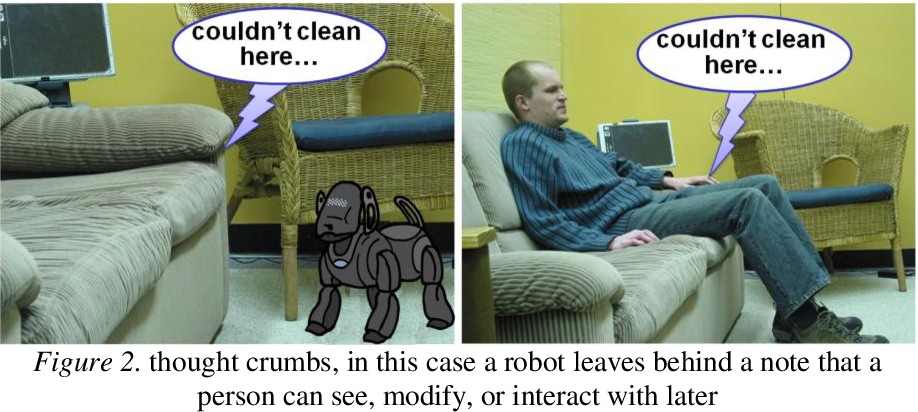 couldn't clean
here...
couldn't clean
here...
Figure 2. thought crumbs, in this case a robot leaves behind a note that a
person can see, modify, or interact with later